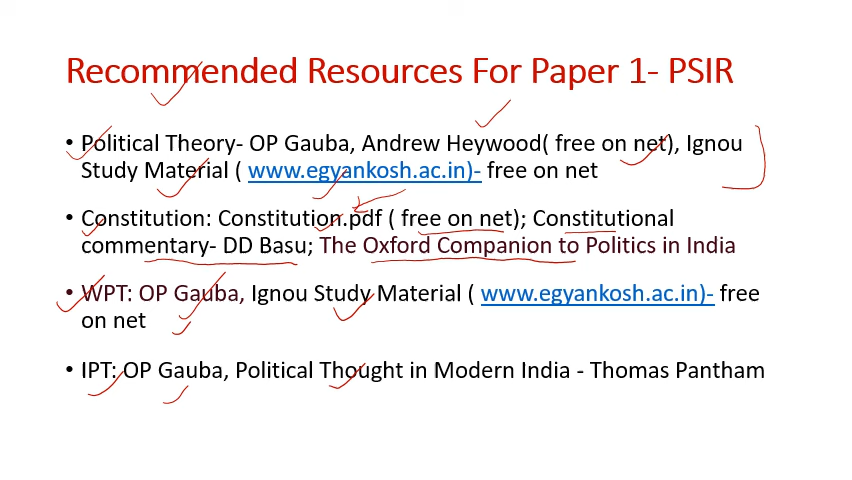 Recommended Resources For Paper 1- PSIR
• Political Theory- OP Gauba, Andrew Heywood( free on net), Ignou
Study Material ( www.egyankosh.ac.in)- free on net
• Constitution: Constitution.pdf ( free on net); Constitutional
commentary- DD Basu; The Oxford Companion to Politics in India
• WPT: OP Gauba, Ignou Study Material ( www.egyankosh.ac.in)- free
on net
• IPT: OP Gauba, Political Thought in Modern India - Thomas Pantham